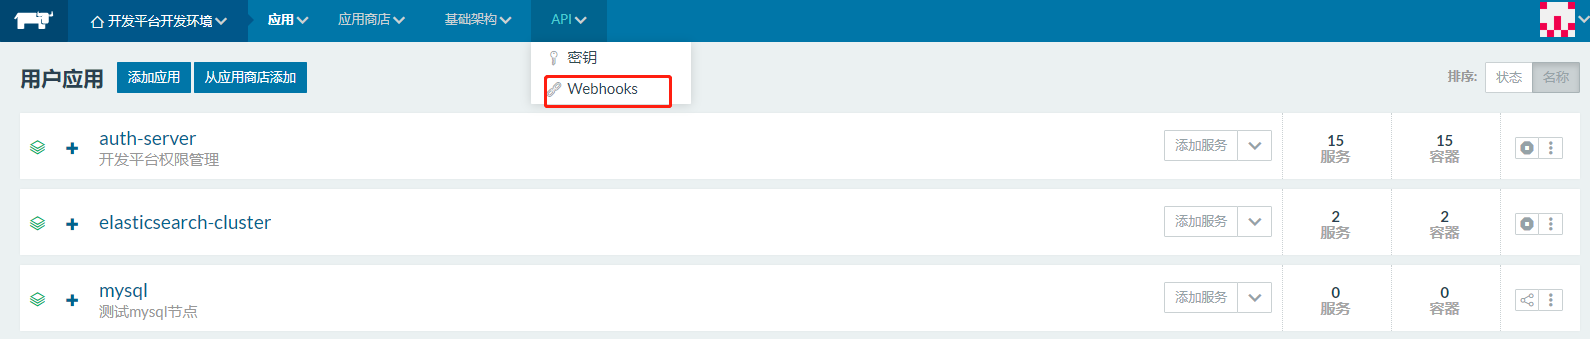 开发平台开发环境 应用 应用商店 基础架构 API
密钥
Webhooks
用户应用 添加应用 从应用商店添加 排序: 状态 名称
auth-server
开发平台权限管理
添加服务
15 服务
15 容器
elasticsearch-cluster
添加服务
2 服务
2 容器
mysql
测试mysql节点
添加服务
0 服务
0 容器